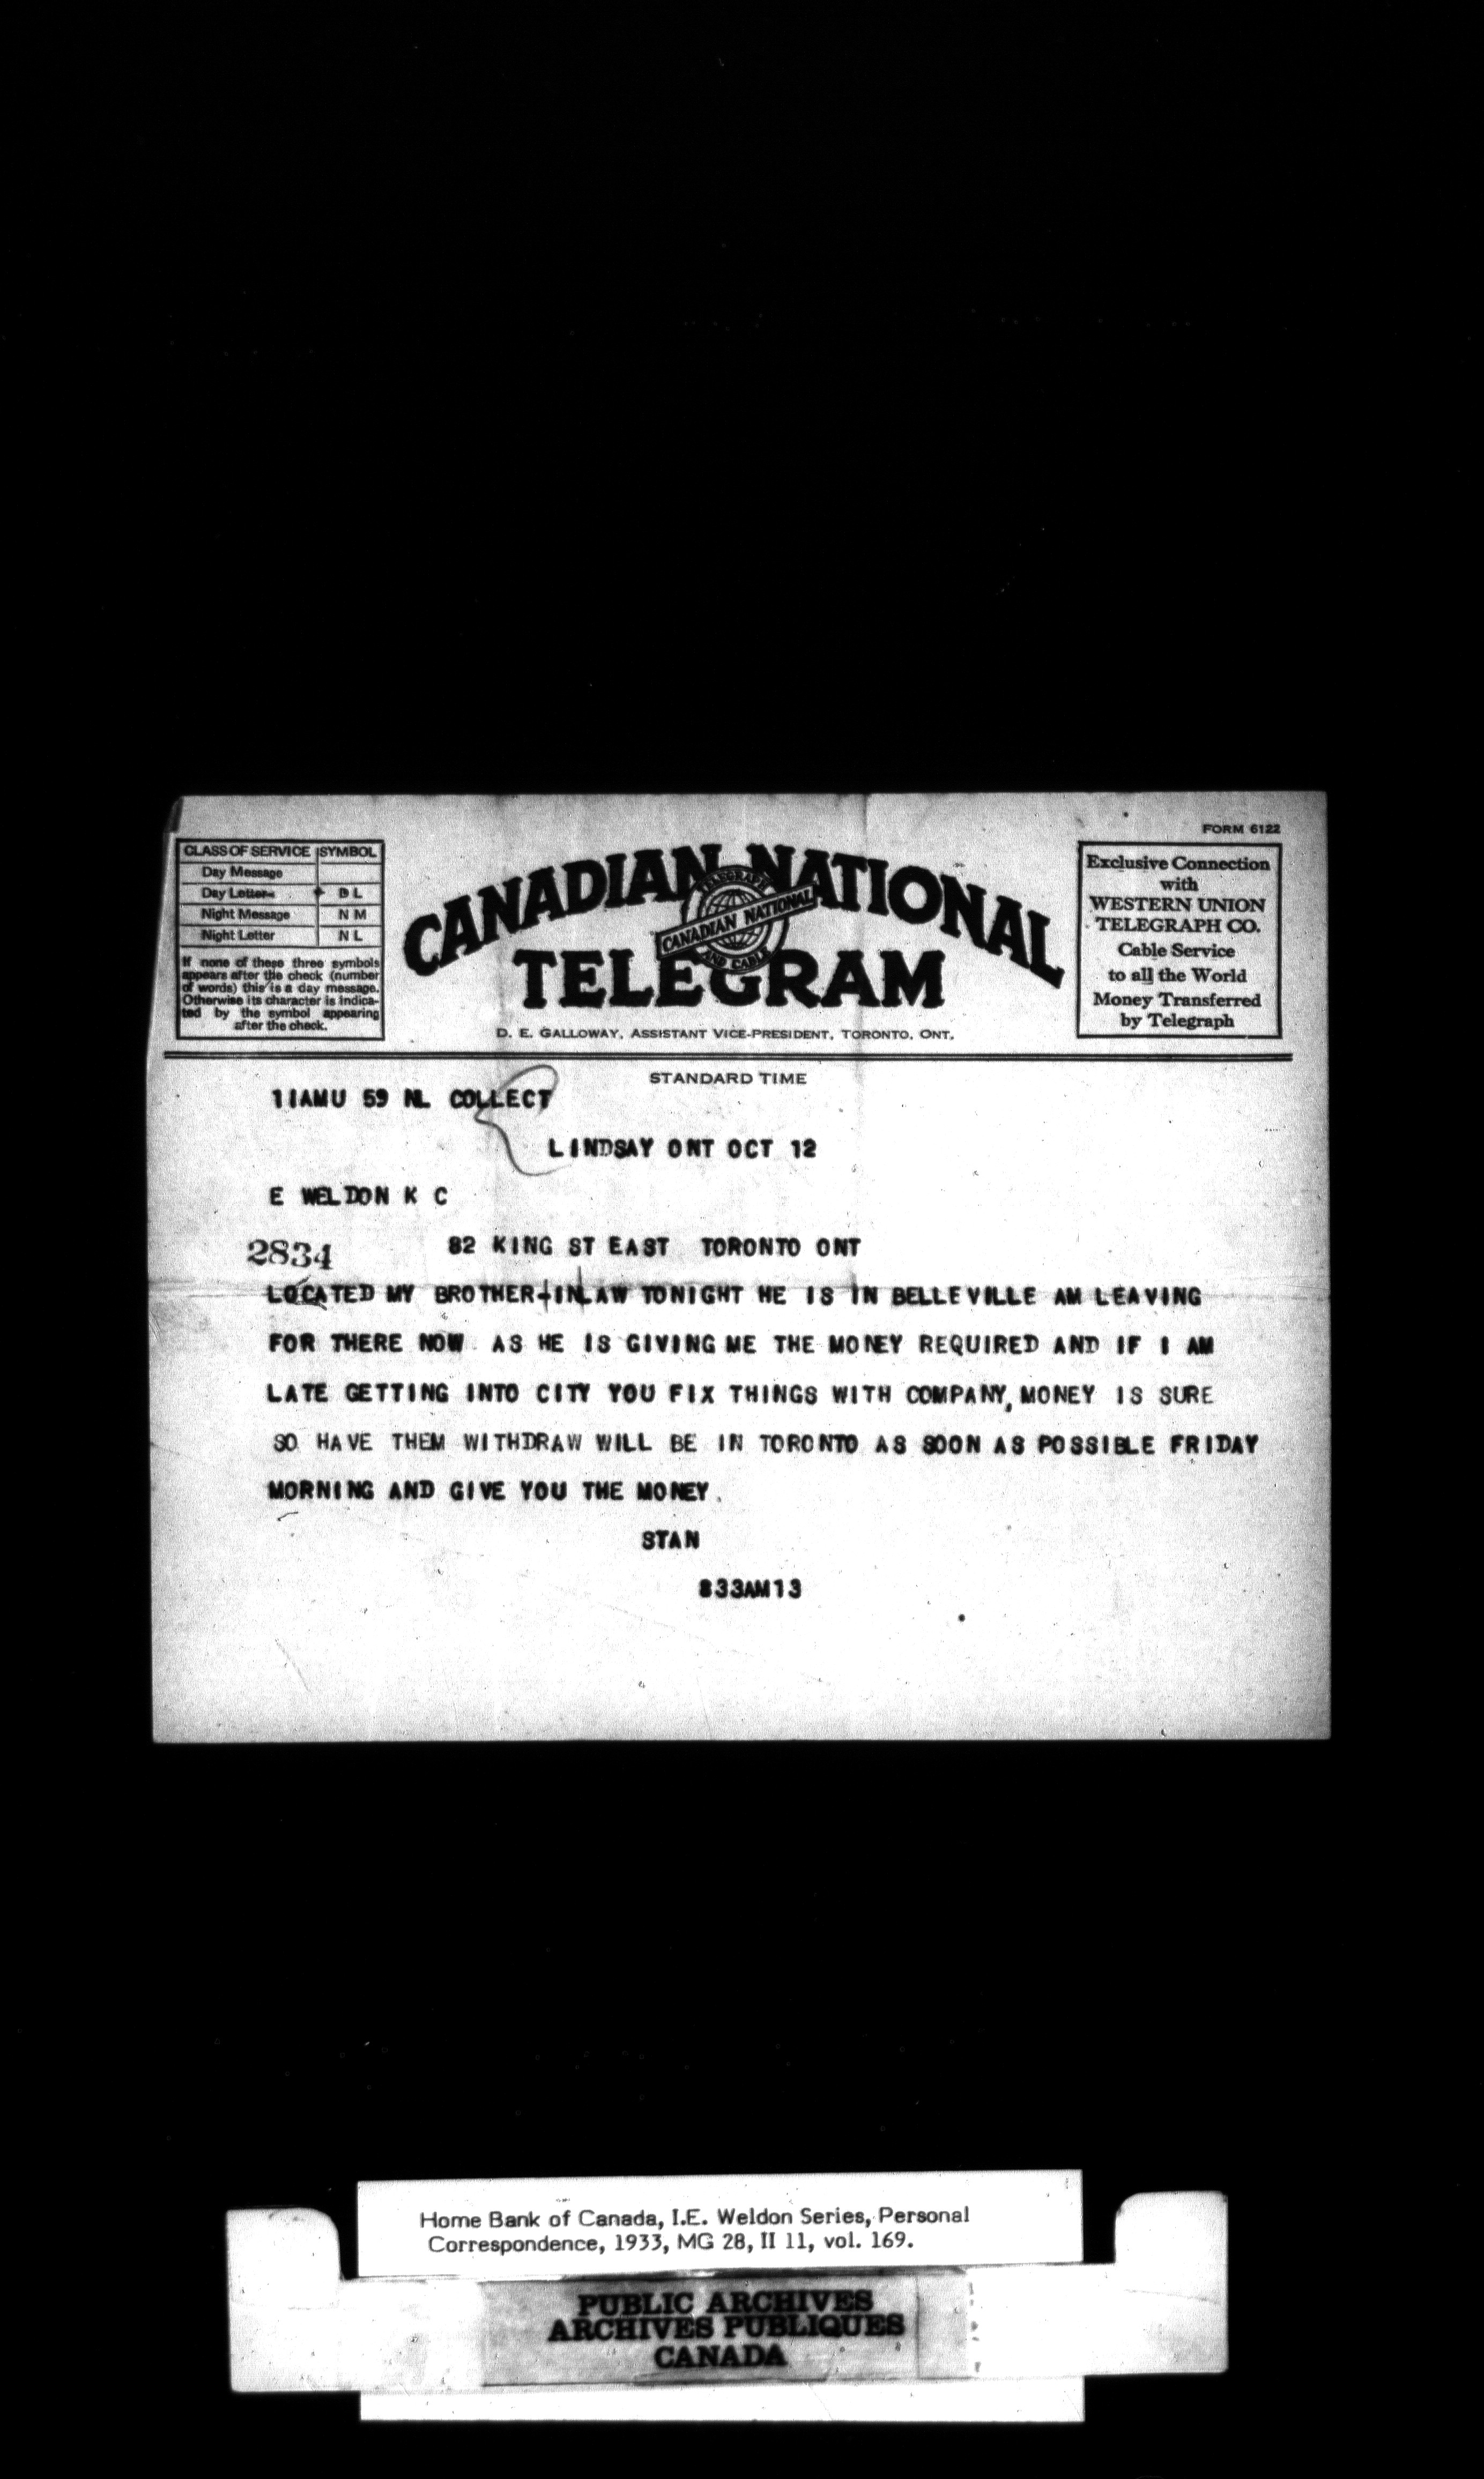 FORM 6122
CLASS OF SERVICE SYMBOL
Day Message
Day Letter D L
Night Message N M
Night Letter N L
If none of these three symbols
appears after the check (number
of words) this is a day message.
Otherwise its character is indica-
ted by the symbol appearing
after the check.
CANADIAN NATIONAL
TELEGRAPH
CANADIAN NATIONAL
AND CABLE
TELEGRAM
D. E. GALLOWAY, ASSISTANT VICE-PRESIDENT, TORONTO, ONT.
Exclusive Connection
with
WESTERN UNION
TELEGRAPH CO.
Cable Service
to all the World
Money Transferred
by Telegraph
STANDARD TIME
11AMU 59 NL COLLECT
LINDSAY ONT OCT 12
E WELDON K C
2834
82 KING ST EAST TORONTO ONT
LOCATED MY BROTHER-IN LAW TONIGHT HE IS IN BELLEVILLE AM LEAVING
FOR THERE NOW AS HE IS GIVING ME THE MONEY REQUIRED AND IF I AM
LATE GETTING INTO CITY YOU FIX THINGS WITH COMPANY, MONEY IS SURE
SO HAVE THEM WITHDRAW WILL BE IN TORONTO AS SOON AS POSSIBLE FRIDAY
MORNING AND GIVE YOU THE MONEY.
STAN
833AM13
Home Bank of Canada, I.E. Weldon Series, Personal
Correspondence, 1933, MG 28, II 11, vol. 169.
PUBLIC ARCHIVES
ARCHIVES PUBLIQUES
CANADA